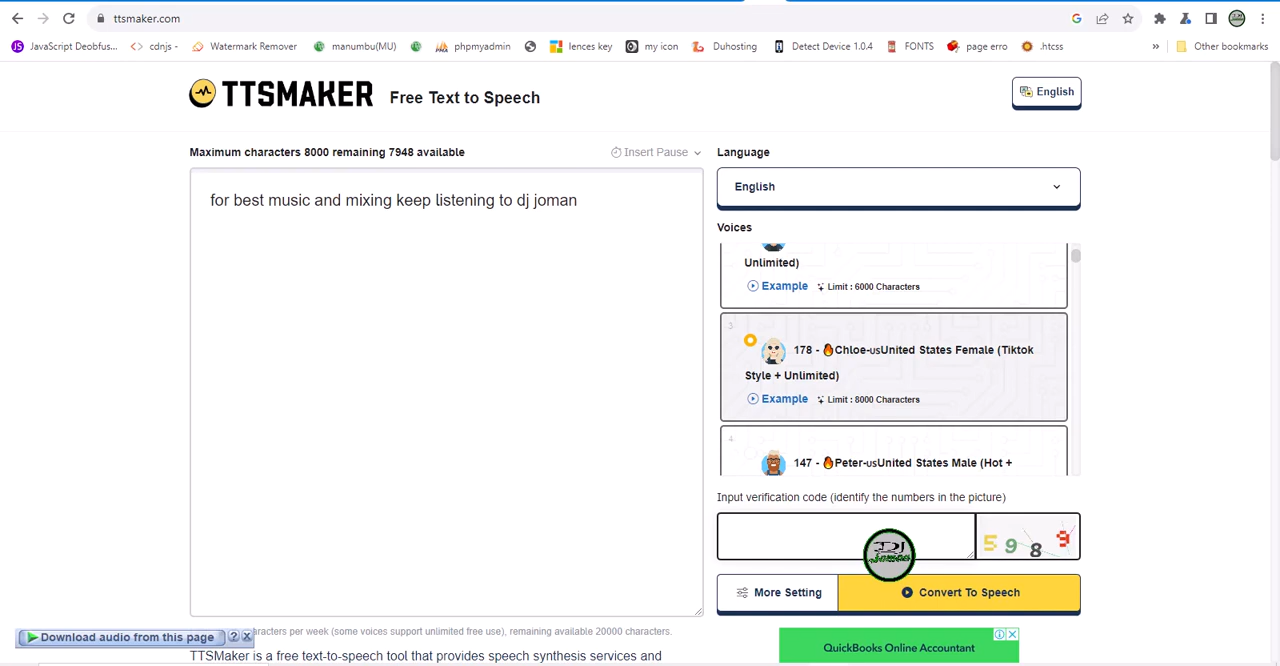 ttsmaker.com
JavaScript Deobfus...
cdnjs -
Watermark Remover
manumbu(MU)
phpmyadmin
lences key
my icon
Duhosting
Detect Device 1.0.4
FONTS
page erro
.htcss
»
Other bookmarks
TTSMAKER
Free Text to Speech
English
Maximum characters 8000 remaining 7948 available
Insert Pause
Language
for best music and mixing keep listening to dj joman
English
Voices
Unlimited)
Example
Limit : 6000 Characters
3
178 - 🔥Chloe-usUnited States Female (Tiktok
Style + Unlimited)
Example
Limit : 8000 Characters
4
147 - 🔥Peter-usUnited States Male (Hot +
Input verification code (identify the numbers in the picture)
5 9 8 9
DJ
Joman
More Setting
Convert To Speech
Download audio from this page
?
aracters per week (some voices support unlimited free use), remaining available 20000 characters.
TTSMaker is a free text-to-speech tool that provides speech synthesis services and
QuickBooks Online Accountant